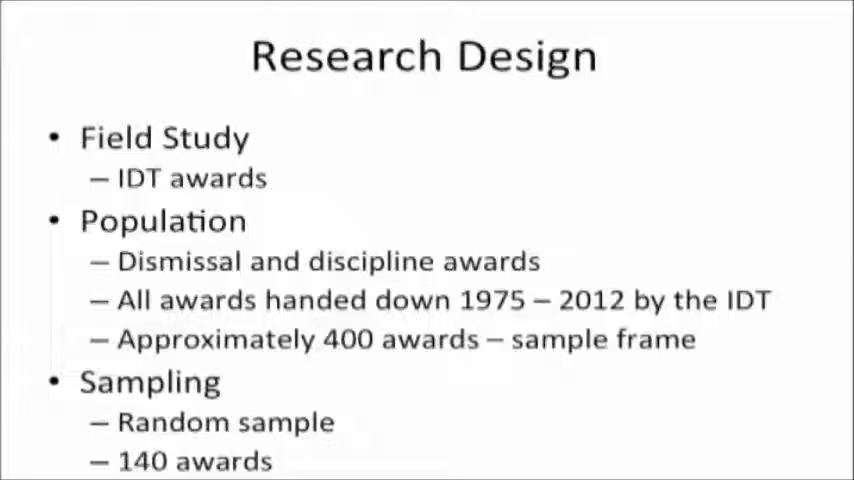 Research Design
• Field Study
– IDT awards
• Population
– Dismissal and discipline awards
– All awards handed down 1975 – 2012 by the IDT
– Approximately 400 awards – sample frame
• Sampling
– Random sample
– 140 awards